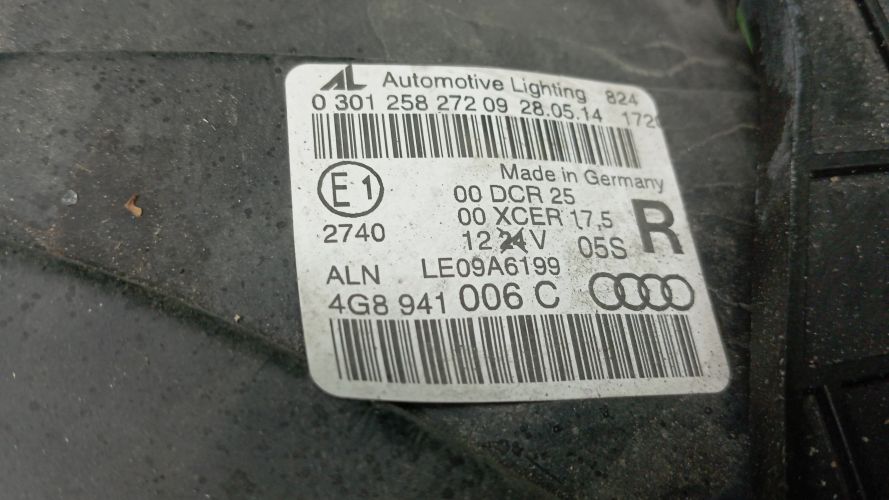 AL Automotive Lighting 824
0 301 258 272 09 28.05.14 172
Made in Germany
E1
00 DCR 25
00 XCER 17,5
R
2740
12 24 V
05S
ALN
LE09A6199
4G8 941 006 C